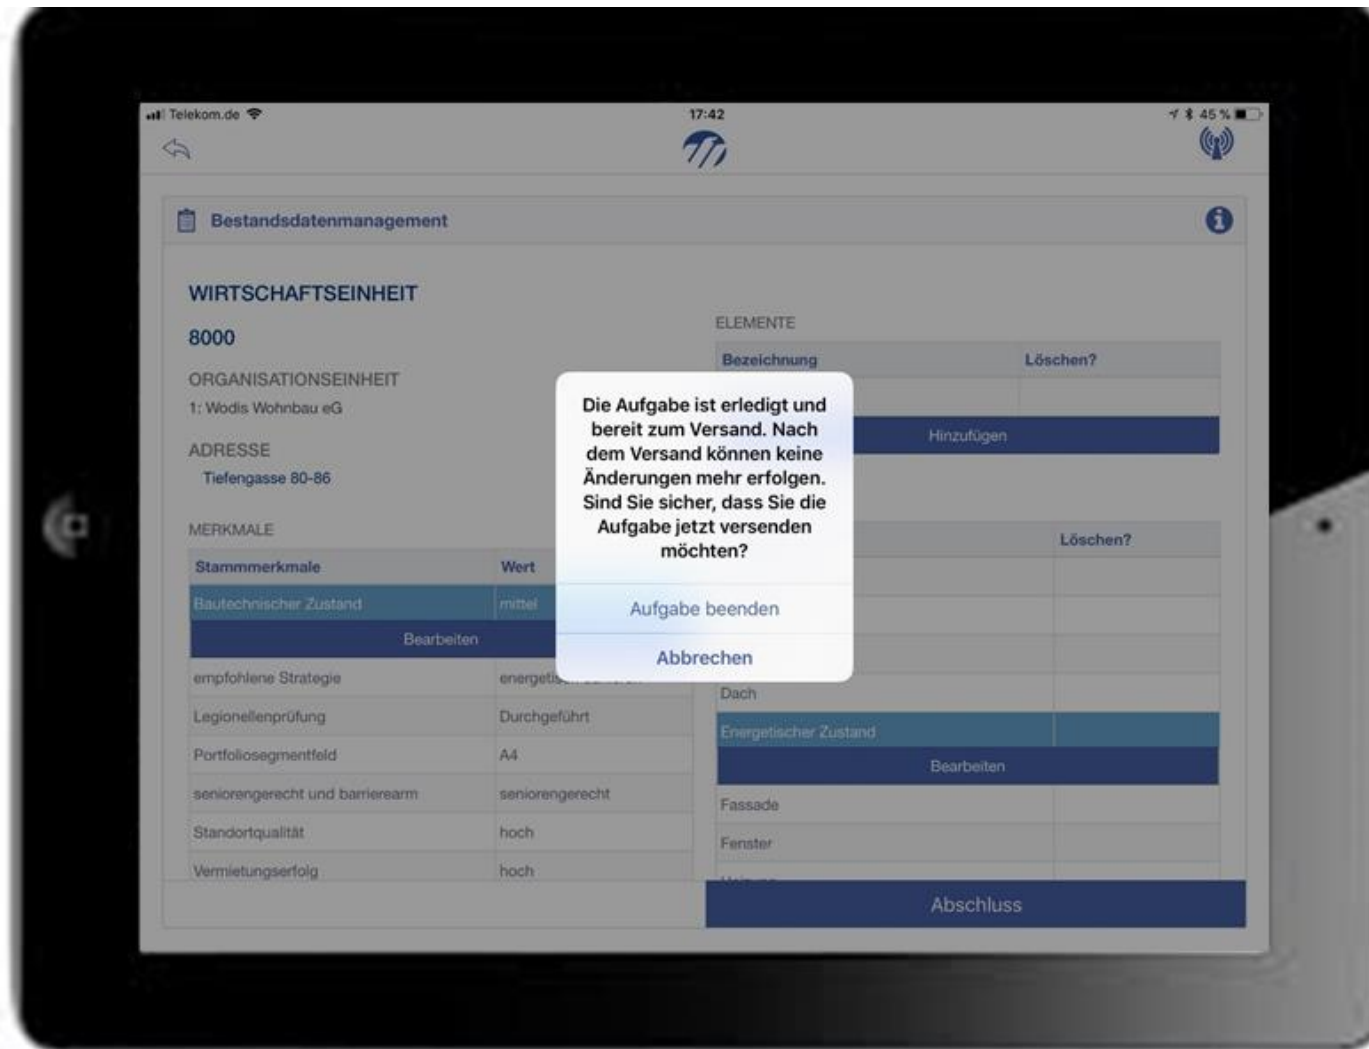 Telekom.de
17:42
45 %
Bestandsdatenmanagement
WIRTSCHAFTSEINHEIT
8000
ORGANISATIONSEINHEIT
1: Wodis Wohnbau eG
ADRESSE
Tiefengasse 80-86
MERKMALE
Stammmerkmale Wert
Bautechnischer Zustand mittel
Bearbeiten
empfohlene Strategie
Legionellenprüfung Durchgeführt
Portfoliosegmentfeld A4
seniorengerecht und barrierearm seniorengerecht
Standortqualität hoch
Vermietungserfolg hoch
ELEMENTE
Bezeichnung Löschen?
Hinzufügen
Löschen?
Dach
Energetischer Zustand
Bearbeiten
Fassade
Fenster
Abschluss
Die Aufgabe ist erledigt und
bereit zum Versand. Nach
dem Versand können keine
Änderungen mehr erfolgen.
Sind Sie sicher, dass Sie die
Aufgabe jetzt versenden
möchten?
Aufgabe beenden
Abbrechen